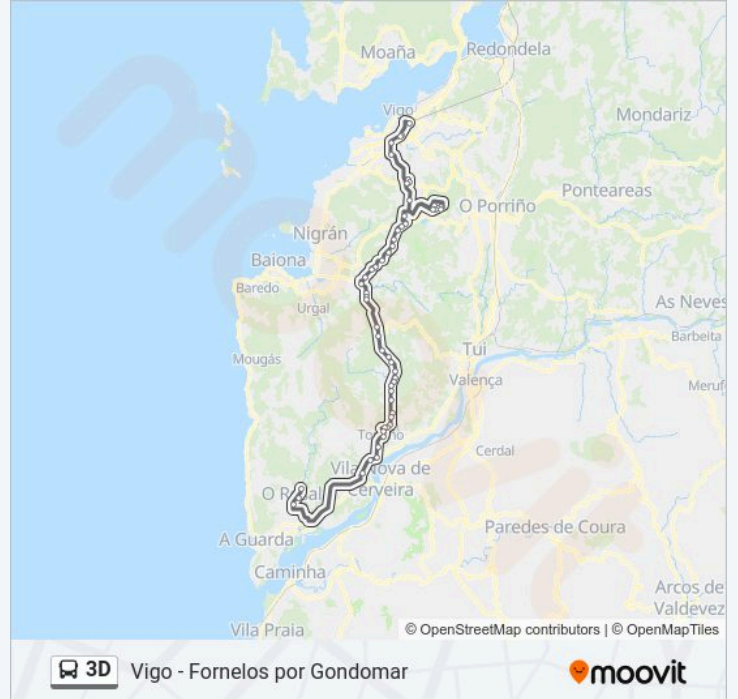 Moaña
Redondela
Vigo
Mondariz
Ponteareas
O Porriño
Nigrán
Baiona
Baredo
Urgal
As Neves
Barbeita
Tui
Mougás
Valença
Cerdal
Vila Nova de
Cerveira
A Guarda
Paredes de Coura
Caminha
Arcos de
Valdevez
Vila Praia
© OpenStreetMap contributors | © OpenMapTiles
3D Vigo - Fornelos por Gondomar
moovit